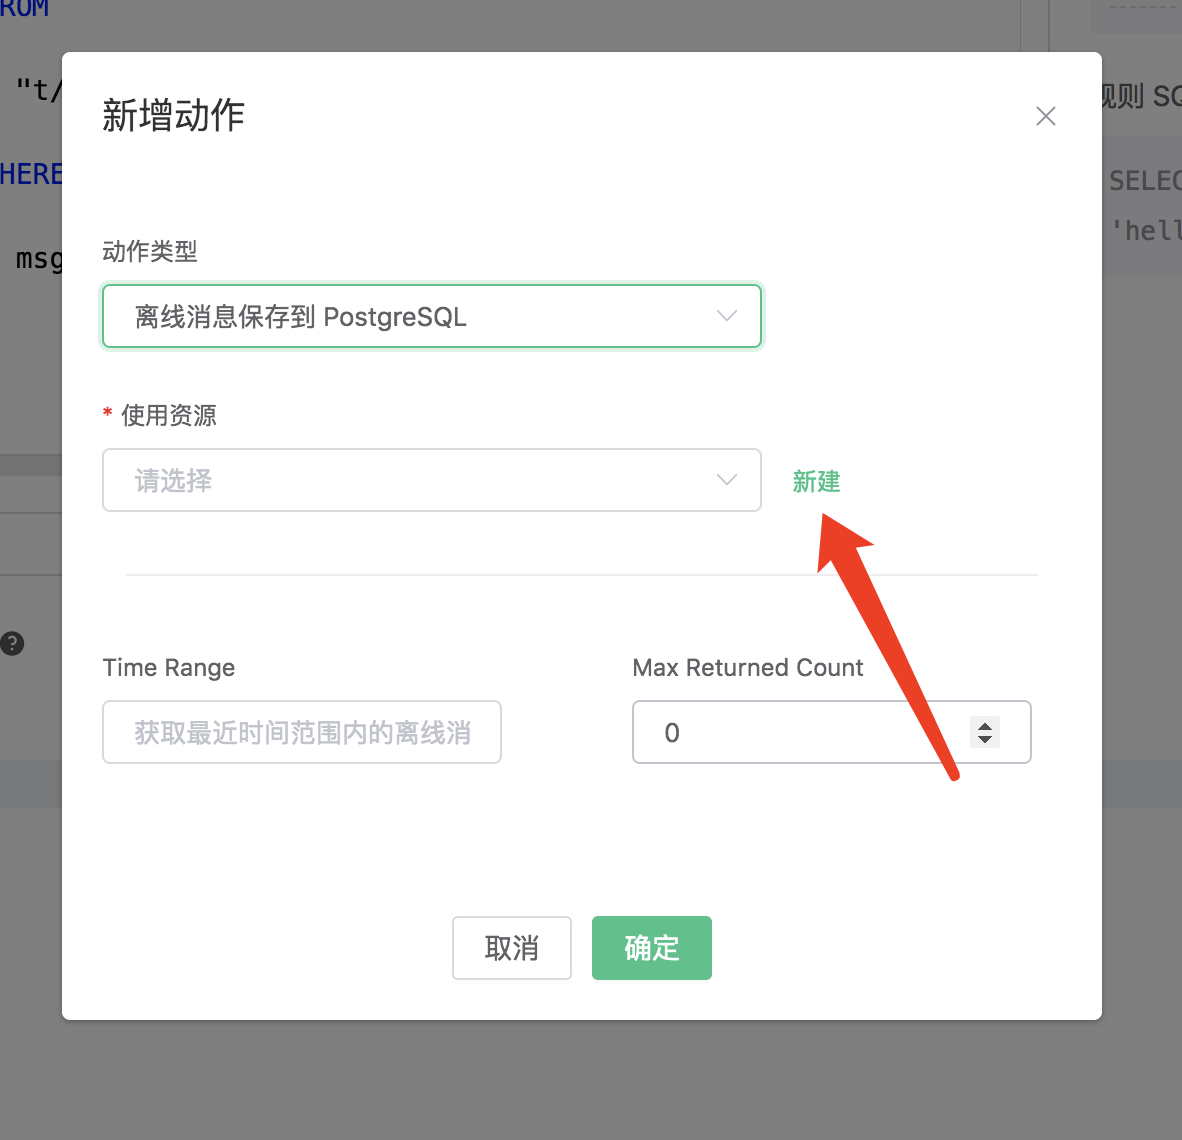 ROM
"t/
HERE
msg
新增动作
规则 SQ
SELEC
'hell
动作类型
离线消息保存到 PostgreSQL
* 使用资源
请选择
新建
?
Time Range
Max Returned Count
获取最近时间范围内的离线消
0
取消
确定